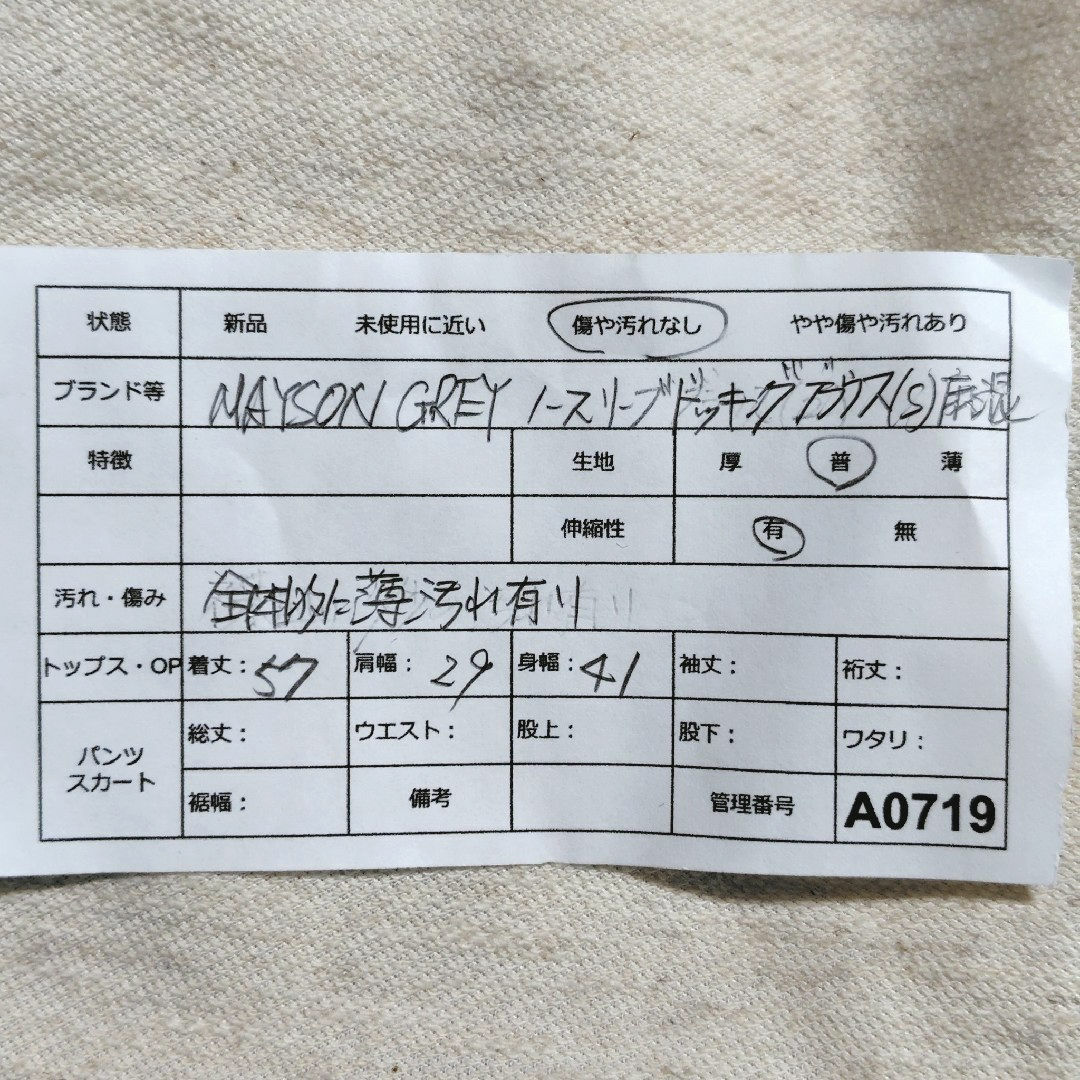 状態 新品 未使用に近い 傷や汚れなし やや傷や汚れあり
ブランド等 MAYSON GREY ノースリーブドッキングブラウス(S)麻混
特徴 生地 厚 普 薄
伸縮性 有 無
汚れ・傷み 全体的に薄汚れ有り
トップス・OP 着丈: 57 肩幅: 29 身幅: 41 袖丈: 裄丈:
パンツ スカート 総丈: ウエスト: 股上: 股下: ワタリ:
裾幅: 備考 管理番号 A0719